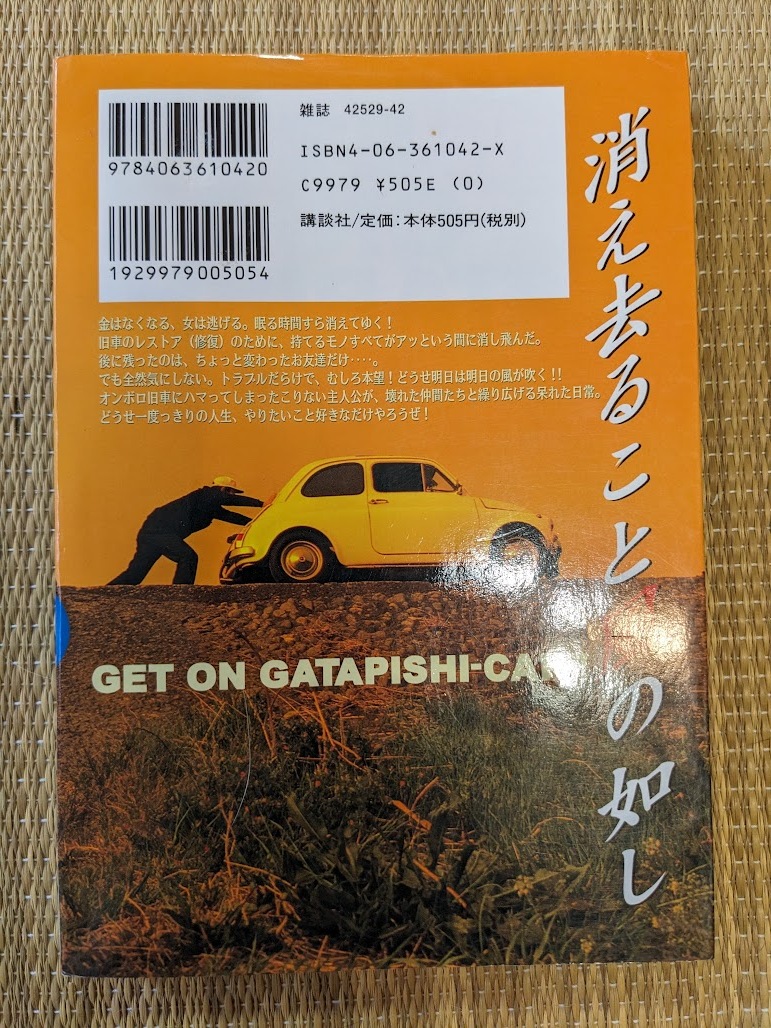 雑誌 42529-42
9784063610420
ISBN4-06-361042-X
C9979 ¥505E (0)
1929979005054
講談社/定価:本体505円(税別)
消え去ること の如し
金はなくなる、女は逃げる。眠る時間すら消えてゆく!
旧車のレストア(修復)のために、持てるモノすべてがアッという間に消し飛んだ。
後に残ったのは、ちょっと変わったお友達だけ‥‥。
でも全然気にしない。トラブルだらけで、むしろ本望!どうせ明日は明日の風が吹く!!
オンボロ旧車にハマってしまったこりない主人公が、壊れた仲間たちと繰り広げる呆れた日常。
どうせ一度っきりの人生、やりたいこと好きなだけやろうぜ!
GET ON GATAPISHI-CAR